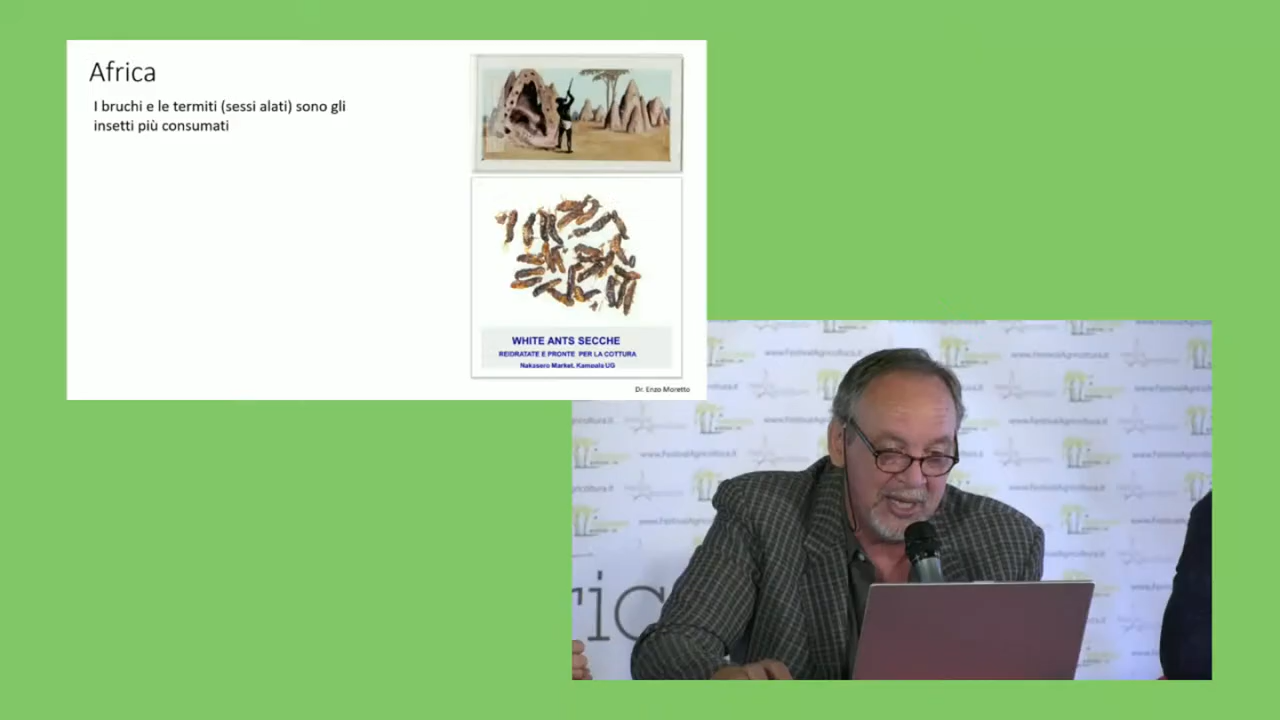 Africa
I bruchi e le termiti (sessi alati) sono gli
insetti più consumati
WHITE ANTS SECCHE
REIDRATATE E PRONTE PER LA COTTURA
Nakasero Market, Kampala UG
Dr. Enzo Moretto
www.FestivalAgricoltura.it
ric